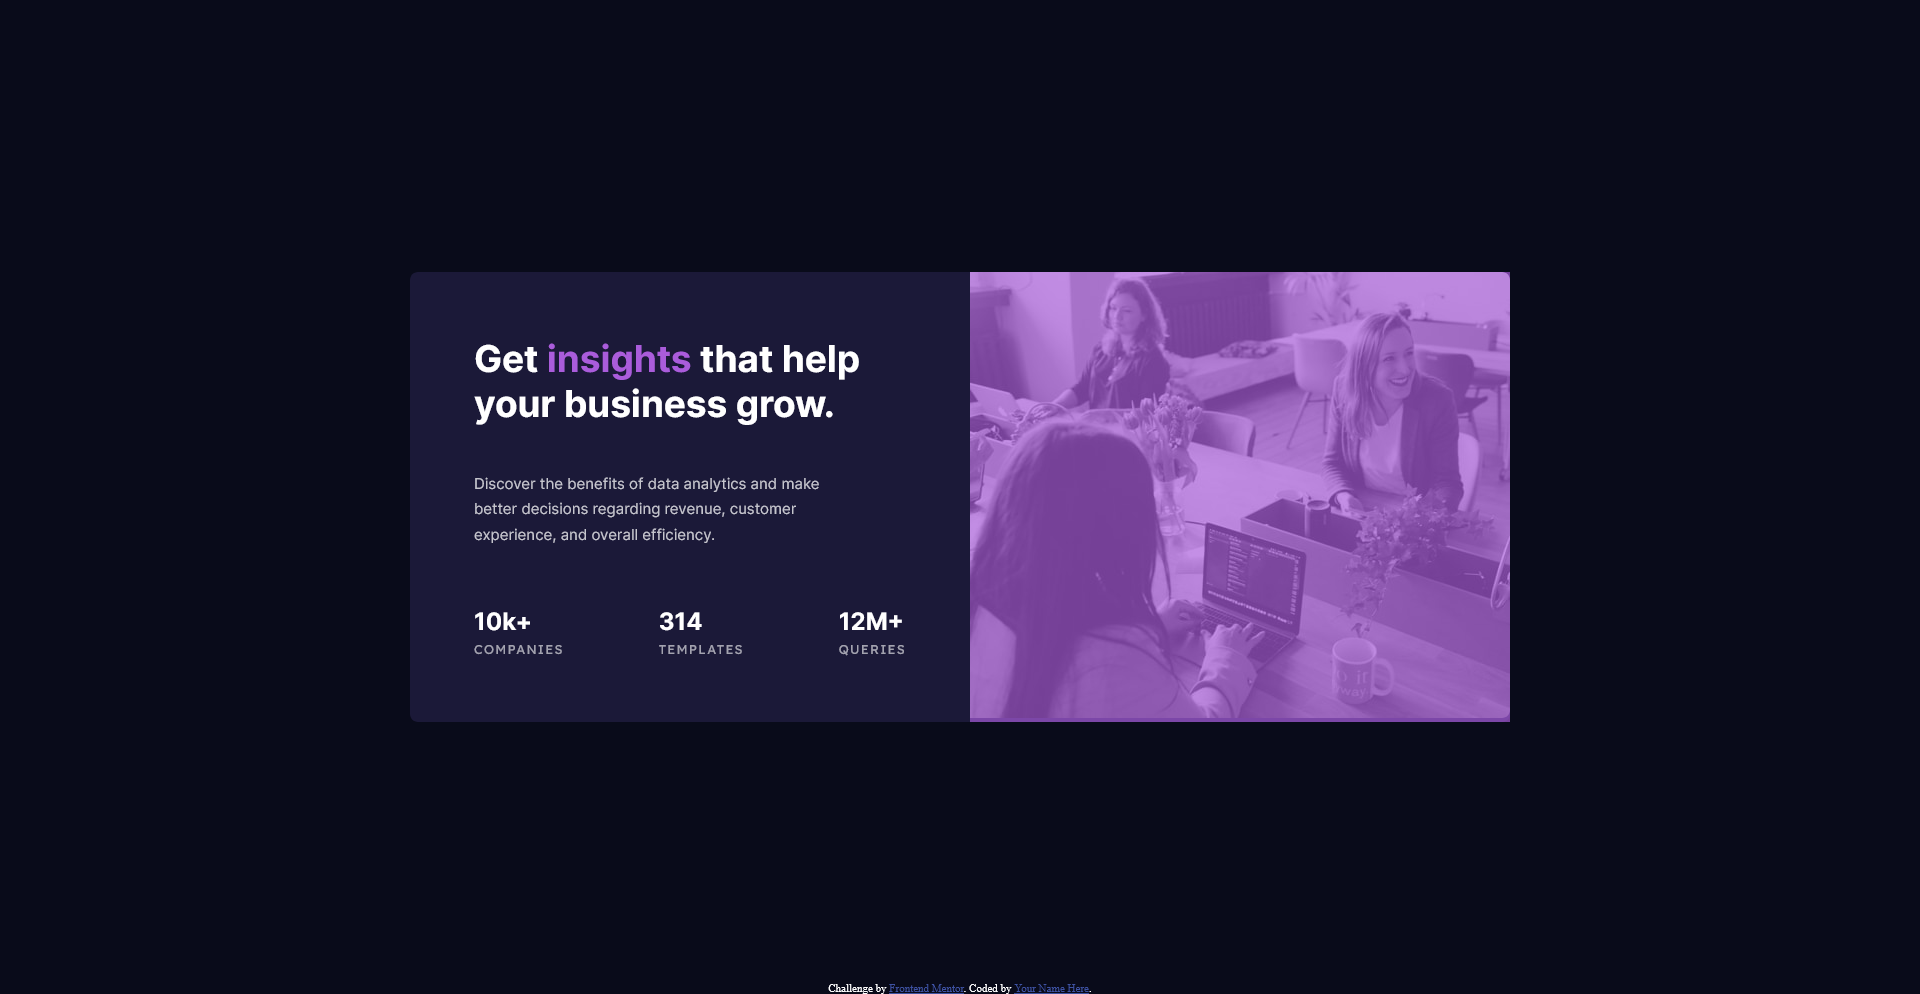 Get insights that help
your business grow.
Discover the benefits of data analytics and make
better decisions regarding revenue, customer
experience, and overall efficiency.
10k+
314
12M+
COMPANIES
TEMPLATES
QUERIES
Challenge by Frontend Mentor. Coded by Your Name Here.